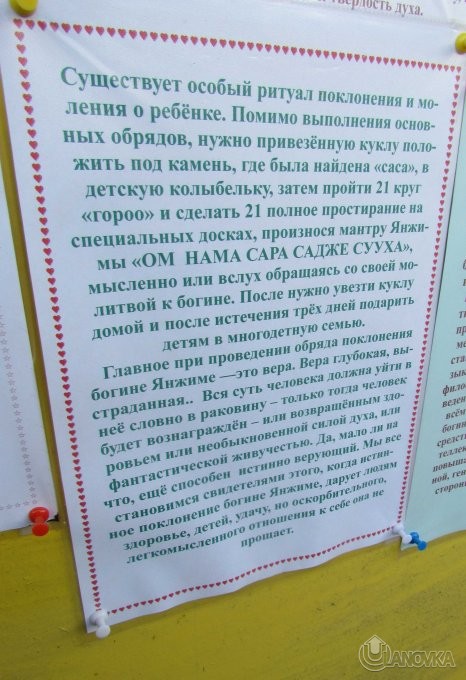 твёрдость духа.
Существует особый ритуал поклонения и мо-
ления о ребёнке. Помимо выполнения основ-
ных обрядов, нужно привезённую куклу поло-
жить под камень, где была найдена «саса», в
детскую колыбельку, затем пройти 21 круг
«гороо» и сделать 21 полное простирание на
специальных досках, произнося мантру Янжи-
мы «ОМ НАМА САРА САДЖЕ СУУХА»,
мысленно или вслух обращаясь со своей мо-
литвой к богине. После нужно увезти куклу
домой и после истечения трёх дней подарить
детям в многодетную семью.
Главное при проведении обряда поклонения
богине Янжиме —это вера. Вера глубокая, вы-
страданная.. Вся суть человека должна уйти в
неё словно в раковину – только тогда человек
будет вознаграждён – или возвращённым здо-
ровьем или необыкновенной силой духа, или
фантастической живучестью. Да, мало ли на
что, ещё способен истинно верующий. Мы все
становимся свидетелями этого, когда истин-
ное поклонение богине Янжиме, дарует людям
здоровье, детей, удачу, но оскорбительного,
легкомысленного отношения к себе она не
прощает.
UANOVKA